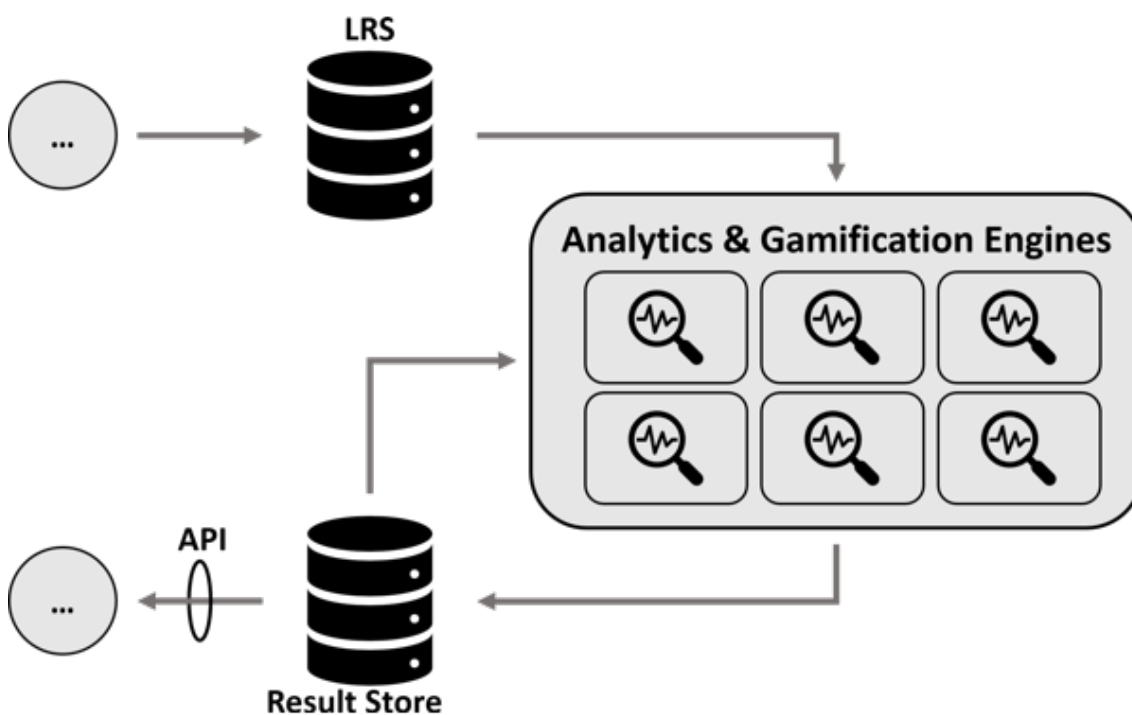 LRS
...
Analytics & Gamification Engines
API
...
Result Store